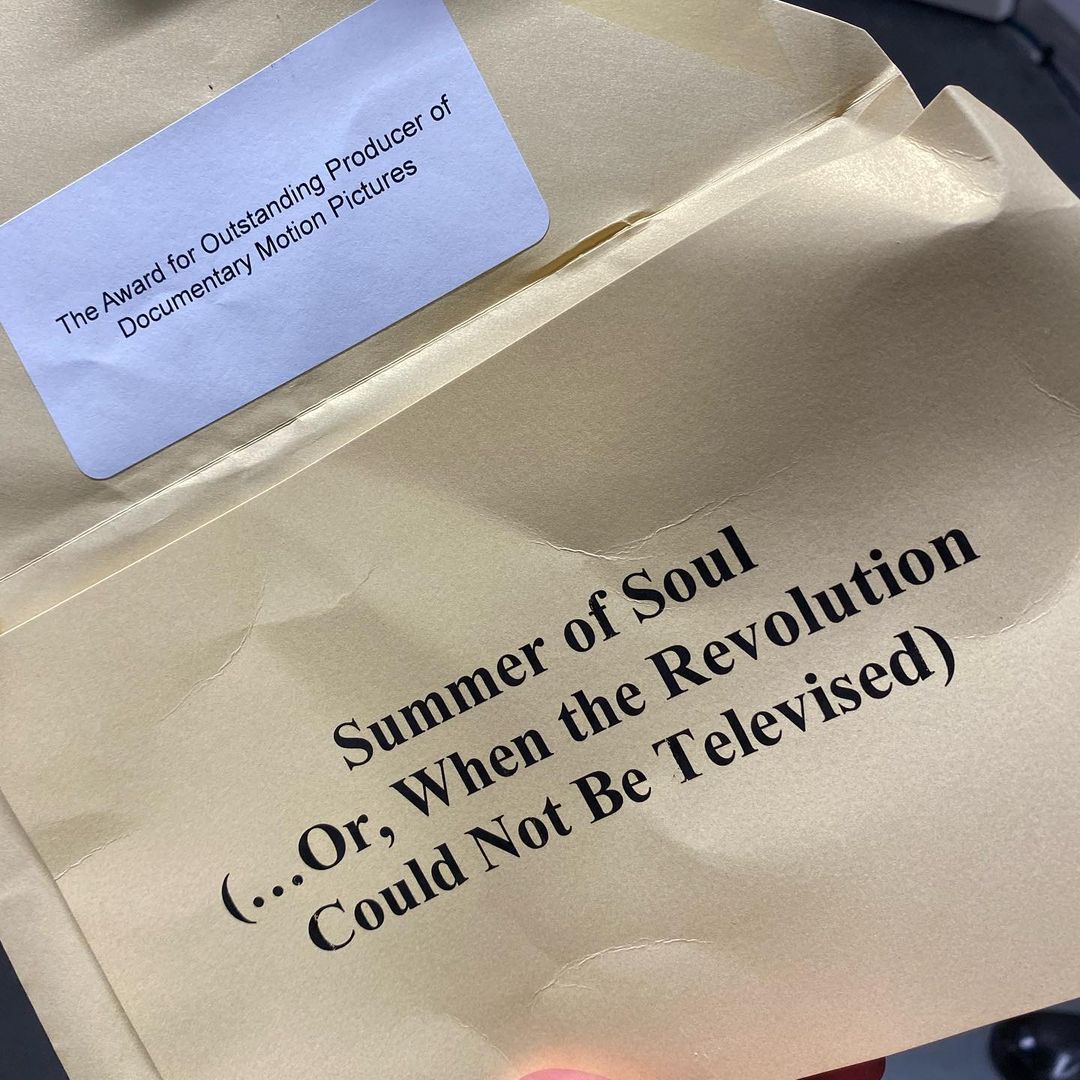 The Award for Outstanding Producer of
Documentary Motion Pictures
Summer of Soul
(...Or, When the Revolution
Could Not Be Televised)